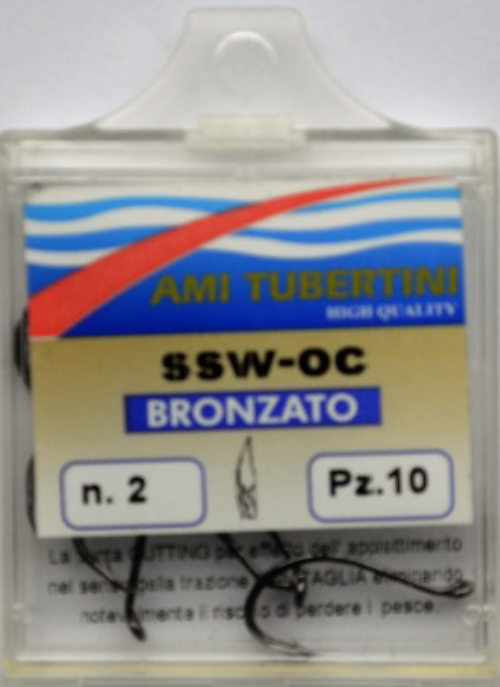 AMI TUBERTINI
HIGH QUALITY
SSW-OC
BRONZATO
n. 2
Pz.10
La punta CUTTING per effetto dell' appiattimento
nel senso della trazione TAGLIA eliminando
notevolmente il rischio di perdere i pesce.